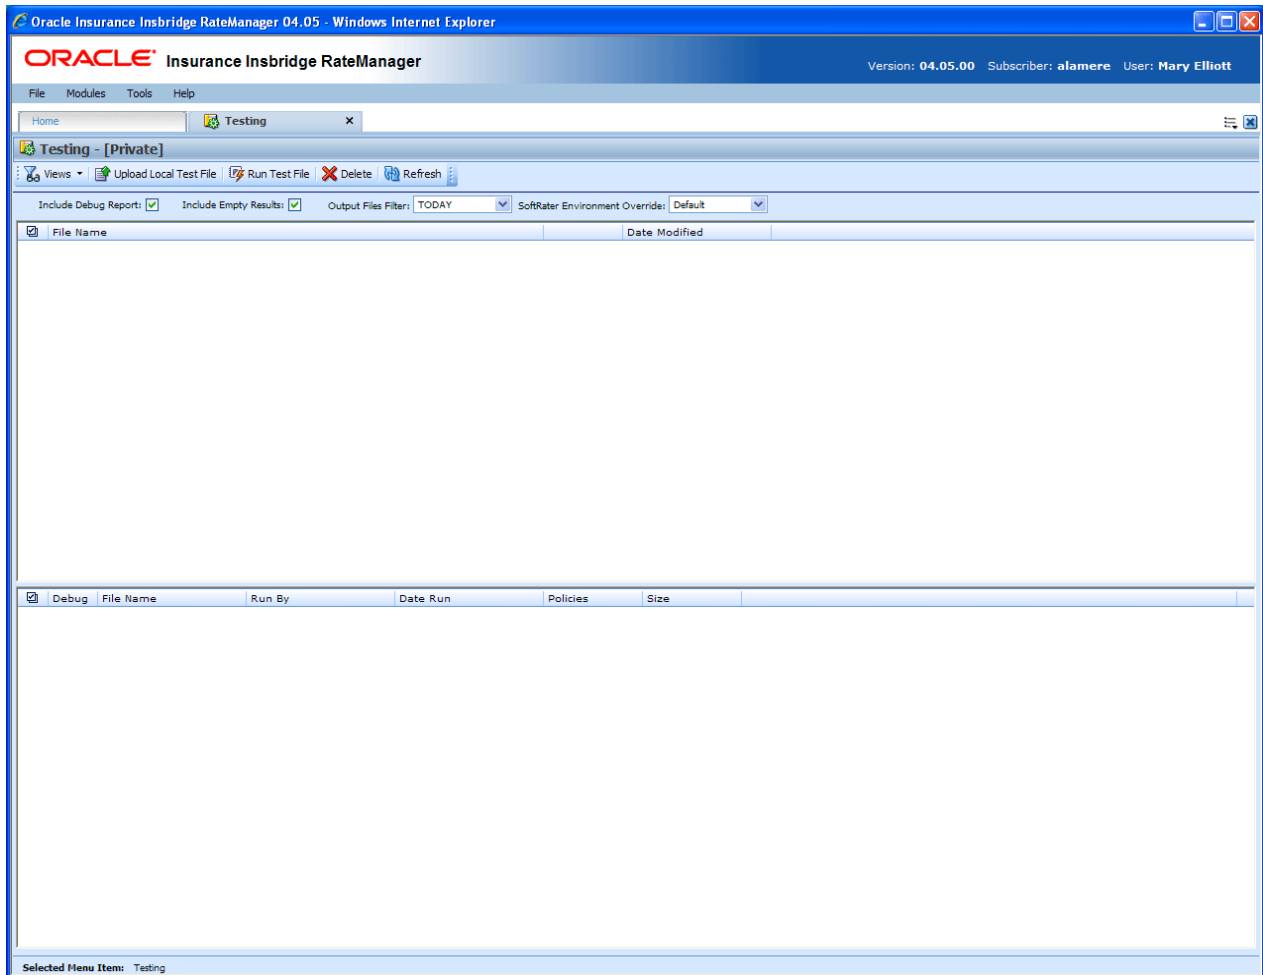 Oracle Insurance Insbridge RateManager 04.05 - Windows Internet Explorer
ORACLE Insurance Insbridge RateManager
Version: 04.05.00 Subscriber: alamere User: Mary Elliott
File Modules Tools Help
Home Testing
Testing - [Private]
Views Upload Local Test File Run Test File Delete Refresh
Include Debug Report: Include Empty Results: Output Files Filter: TODAY SoftRater Environment Override: Default
File Name Date Modified
Debug File Name Run By Date Run Policies Size
Selected Menu Item: Testing